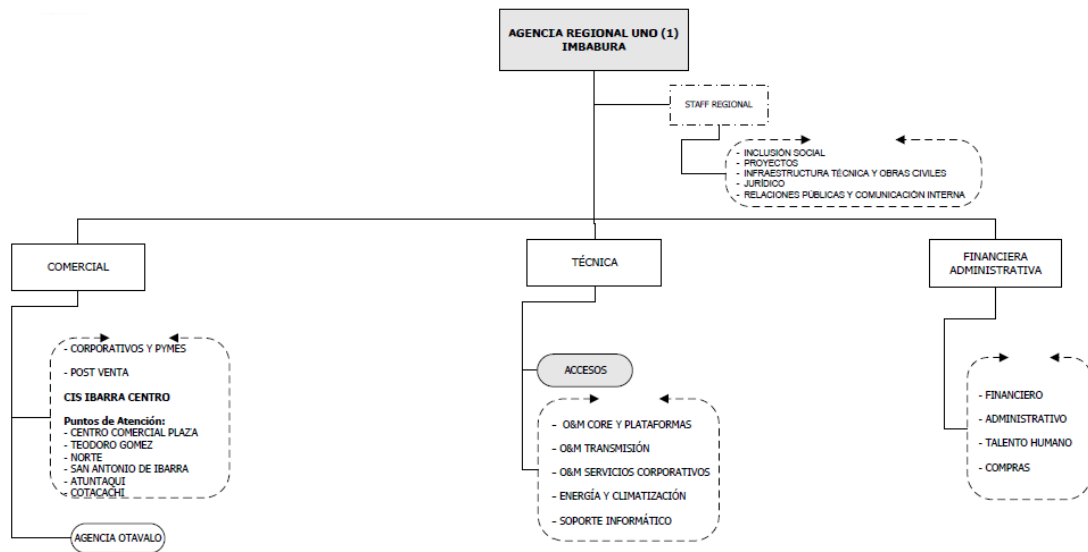 AGENCIA REGIONAL UNO (1)
IMBABURA
STAFF REGIONAL
- INCLUSIÓN SOCIAL
- PROYECTOS
- INFRAESTRUCTURA TÉCNICA Y OBRAS CIVILES
- JURÍDICO
- RELACIONES PÚBLICAS Y COMUNICACIÓN INTERNA
COMERCIAL
- CORPORATIVOS Y PYMES
- POST VENTA
CIS IBARRA CENTRO
Puntos de Atención:
- CENTRO COMERCIAL PLAZA
- TEODORO GOMEZ
- NORTE
- SAN ANTONIO DE IBARRA
- ATUNTAQUI
- COTACACHI
AGENCIA OTAVALO
TÉCNICA
ACCESOS
- O&M CORE Y PLATAFORMAS
- O&M TRANSMISIÓN
- O&M SERVICIOS CORPORATIVOS
- ENERGÍA Y CLIMATIZACIÓN
- SOPORTE INFORMÁTICO
FINANCIERA
ADMINISTRATIVA
- FINANCIERO
- ADMINISTRATIVO
- TALENTO HUMANO
- COMPRAS